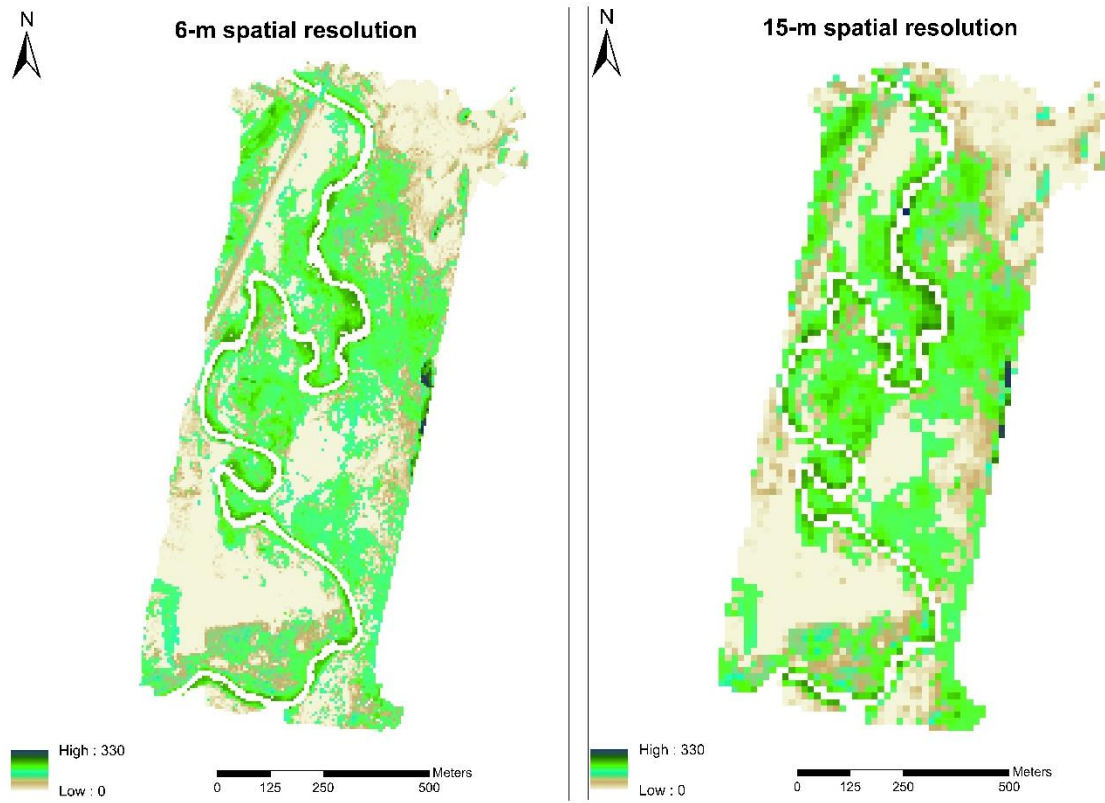 N
6-m spatial resolution
High : 330
Low : 0
Meters
0 125 250 500
N
15-m spatial resolution
High : 330
Low : 0
Meters
0 125 250 500